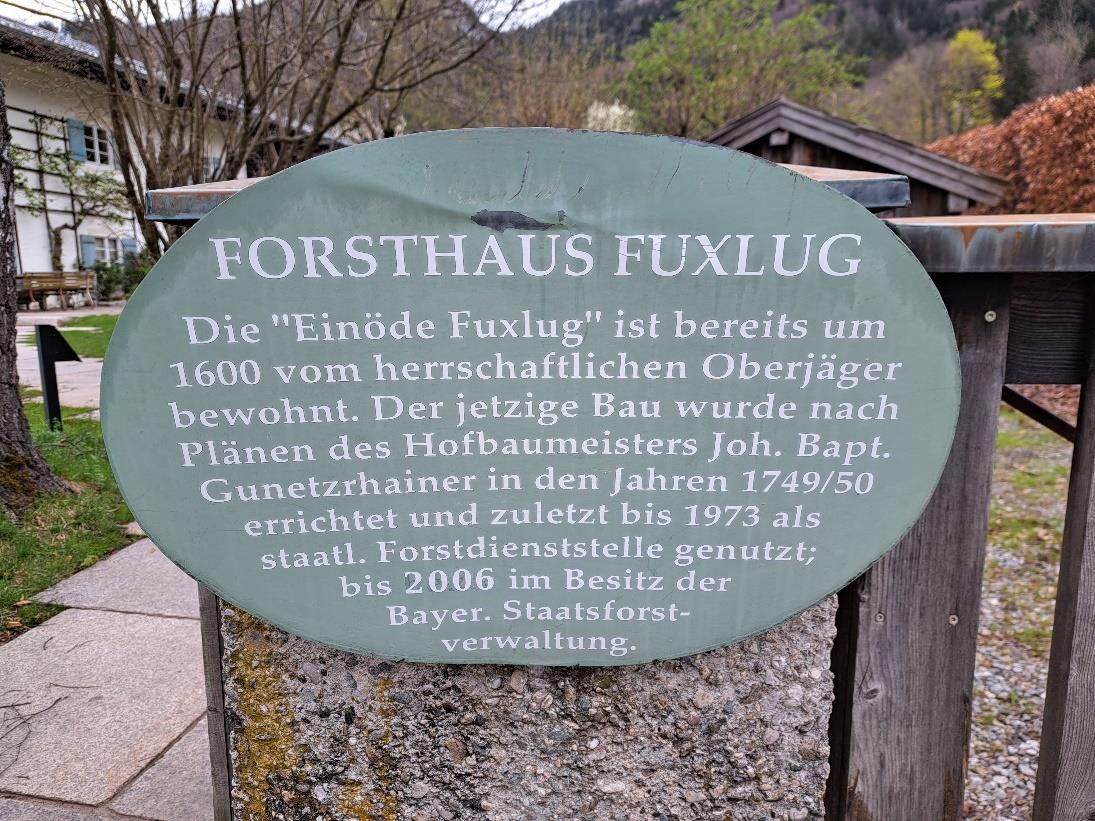 FORSTHAUS FUXLUG
Die "Einöde Fuxlug" ist bereits um
1600 vom herrschaftlichen Oberjäger
bewohnt. Der jetzige Bau wurde nach
Plänen des Hofbaumeisters Joh. Bapt.
Gunetzrhainer in den Jahren 1749/50
errichtet und zuletzt bis 1973 als
staatl. Forstdienststelle genutzt;
bis 2006 im Besitz der
Bayer. Staatsforst-
verwaltung.